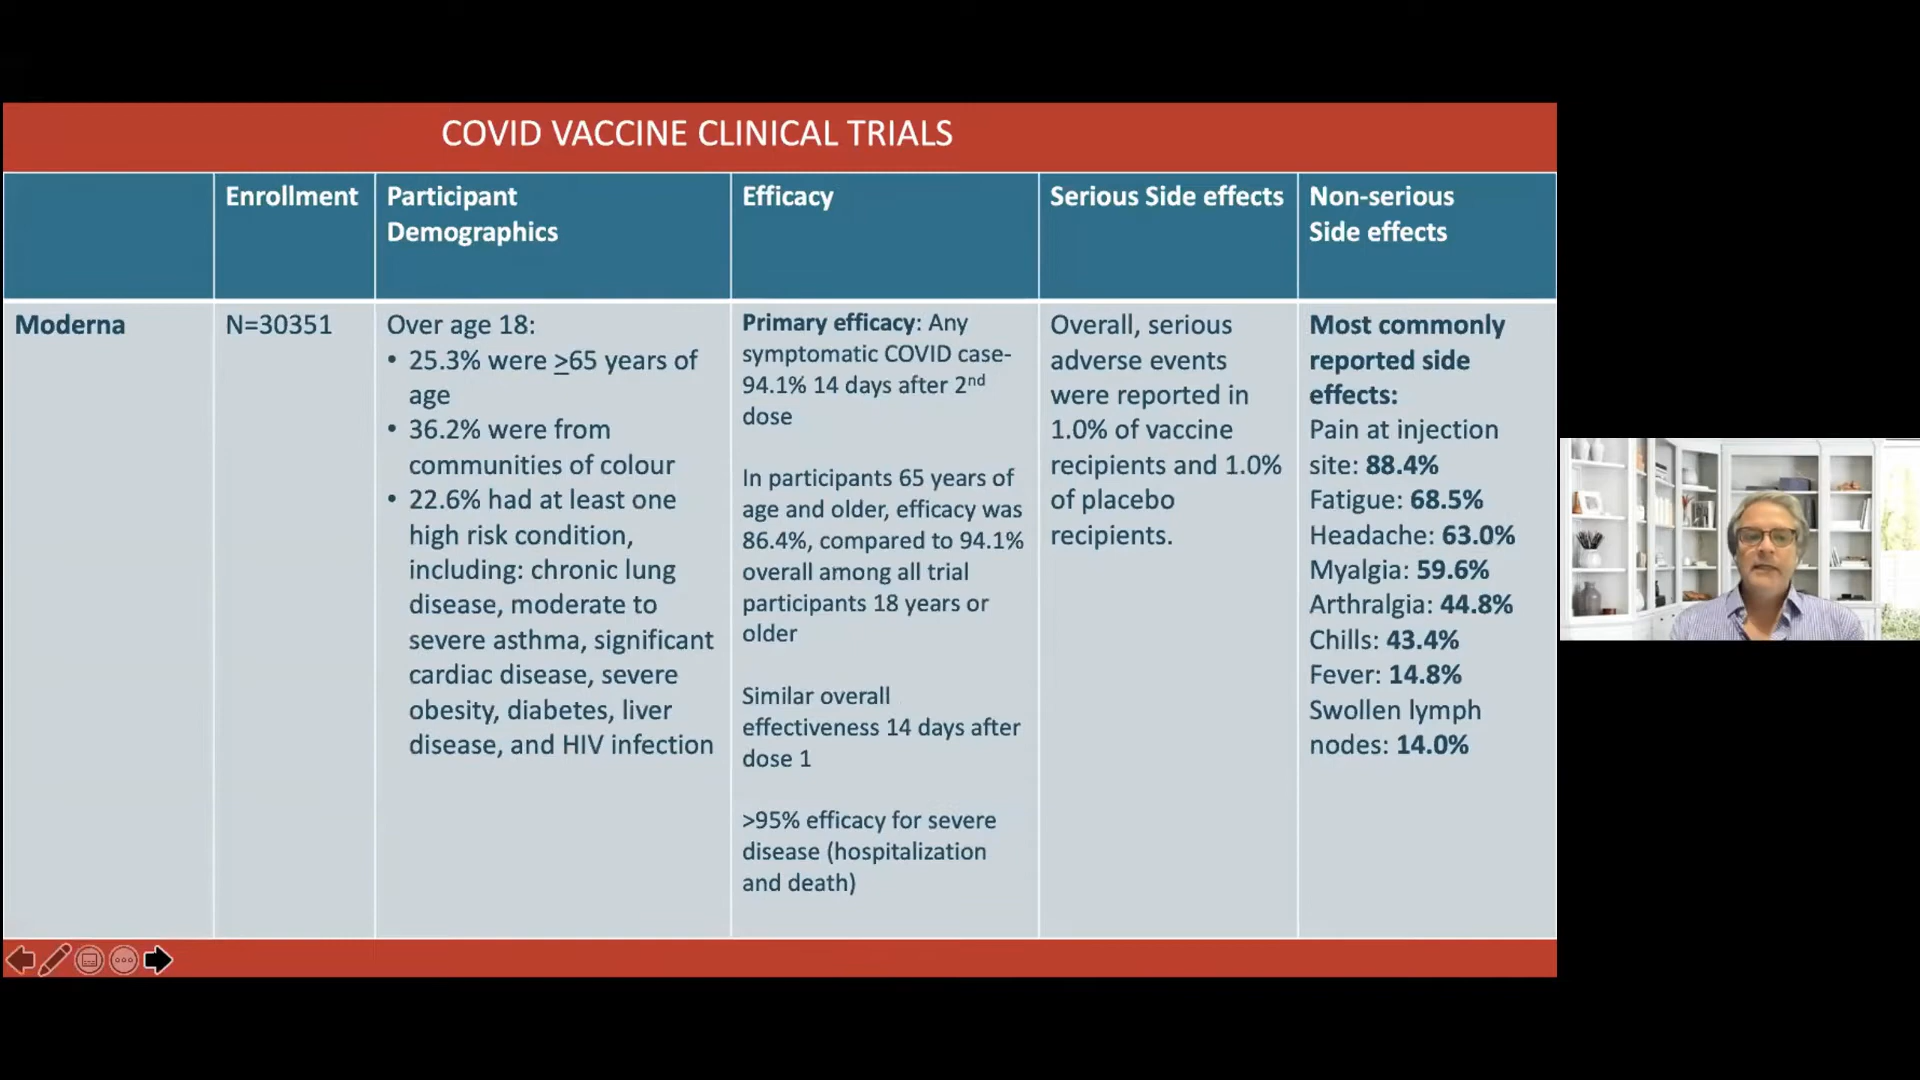 COVID VACCINE CLINICAL TRIALS
Enrollment
Participant
Demographics
Efficacy
Serious Side effects
Non-serious
Side effects
Moderna
N=30351
Over age 18:
• 25.3% were >65 years of
age
• 36.2% were from
communities of colour
• 22.6% had at least one
high risk condition,
including: chronic lung
disease, moderate to
severe asthma, significant
cardiac disease, severe
obesity, diabetes, liver
disease, and HIV infection
Primary efficacy: Any
symptomatic COVID case-
94.1% 14 days after 2nd
dose
In participants 65 years of
age and older, efficacy was
86.4%, compared to 94.1%
overall among all trial
participants 18 years or
older
Similar overall
effectiveness 14 days after
dose 1
>95% efficacy for severe
disease (hospitalization
and death)
Overall, serious
adverse events
were reported in
1.0% of vaccine
recipients and 1.0%
of placebo
recipients.
Most commonly
reported side
effects:
Pain at injection
site: 88.4%
Fatigue: 68.5%
Headache: 63.0%
Myalgia: 59.6%
Arthralgia: 44.8%
Chills: 43.4%
Fever: 14.8%
Swollen lymph
nodes: 14.0%